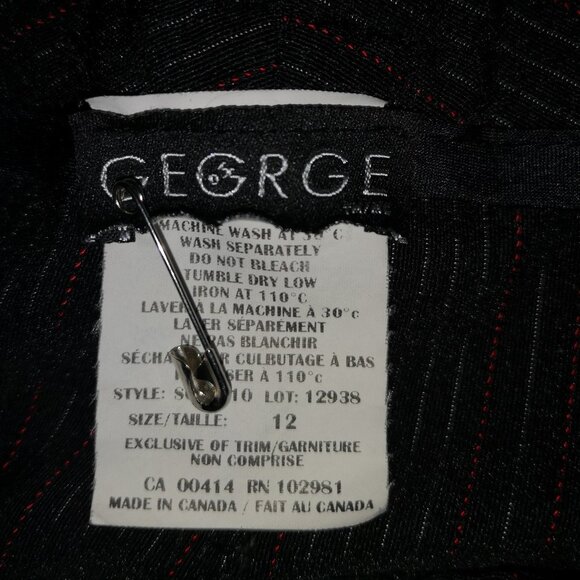 GEORGE
MACHINE WASH AT 30°C
WASH SEPARATELY
DO NOT BLEACH
TUMBLE DRY LOW
IRON AT 110°C
LAVER À LA MACHINE À 30°C
LAVER SÉPARÉMENT
NE PAS BLANCHIR
CULBUTAGE À BAS
À 110°C
STYLE: LOT: 12938
SIZE/TAILLE: 12
EXCLUSIVE OF TRIM/GARNITURE
NON COMPRISE
CA 00414 RN 102981
MADE IN CANADA / FAIT AU CANADA